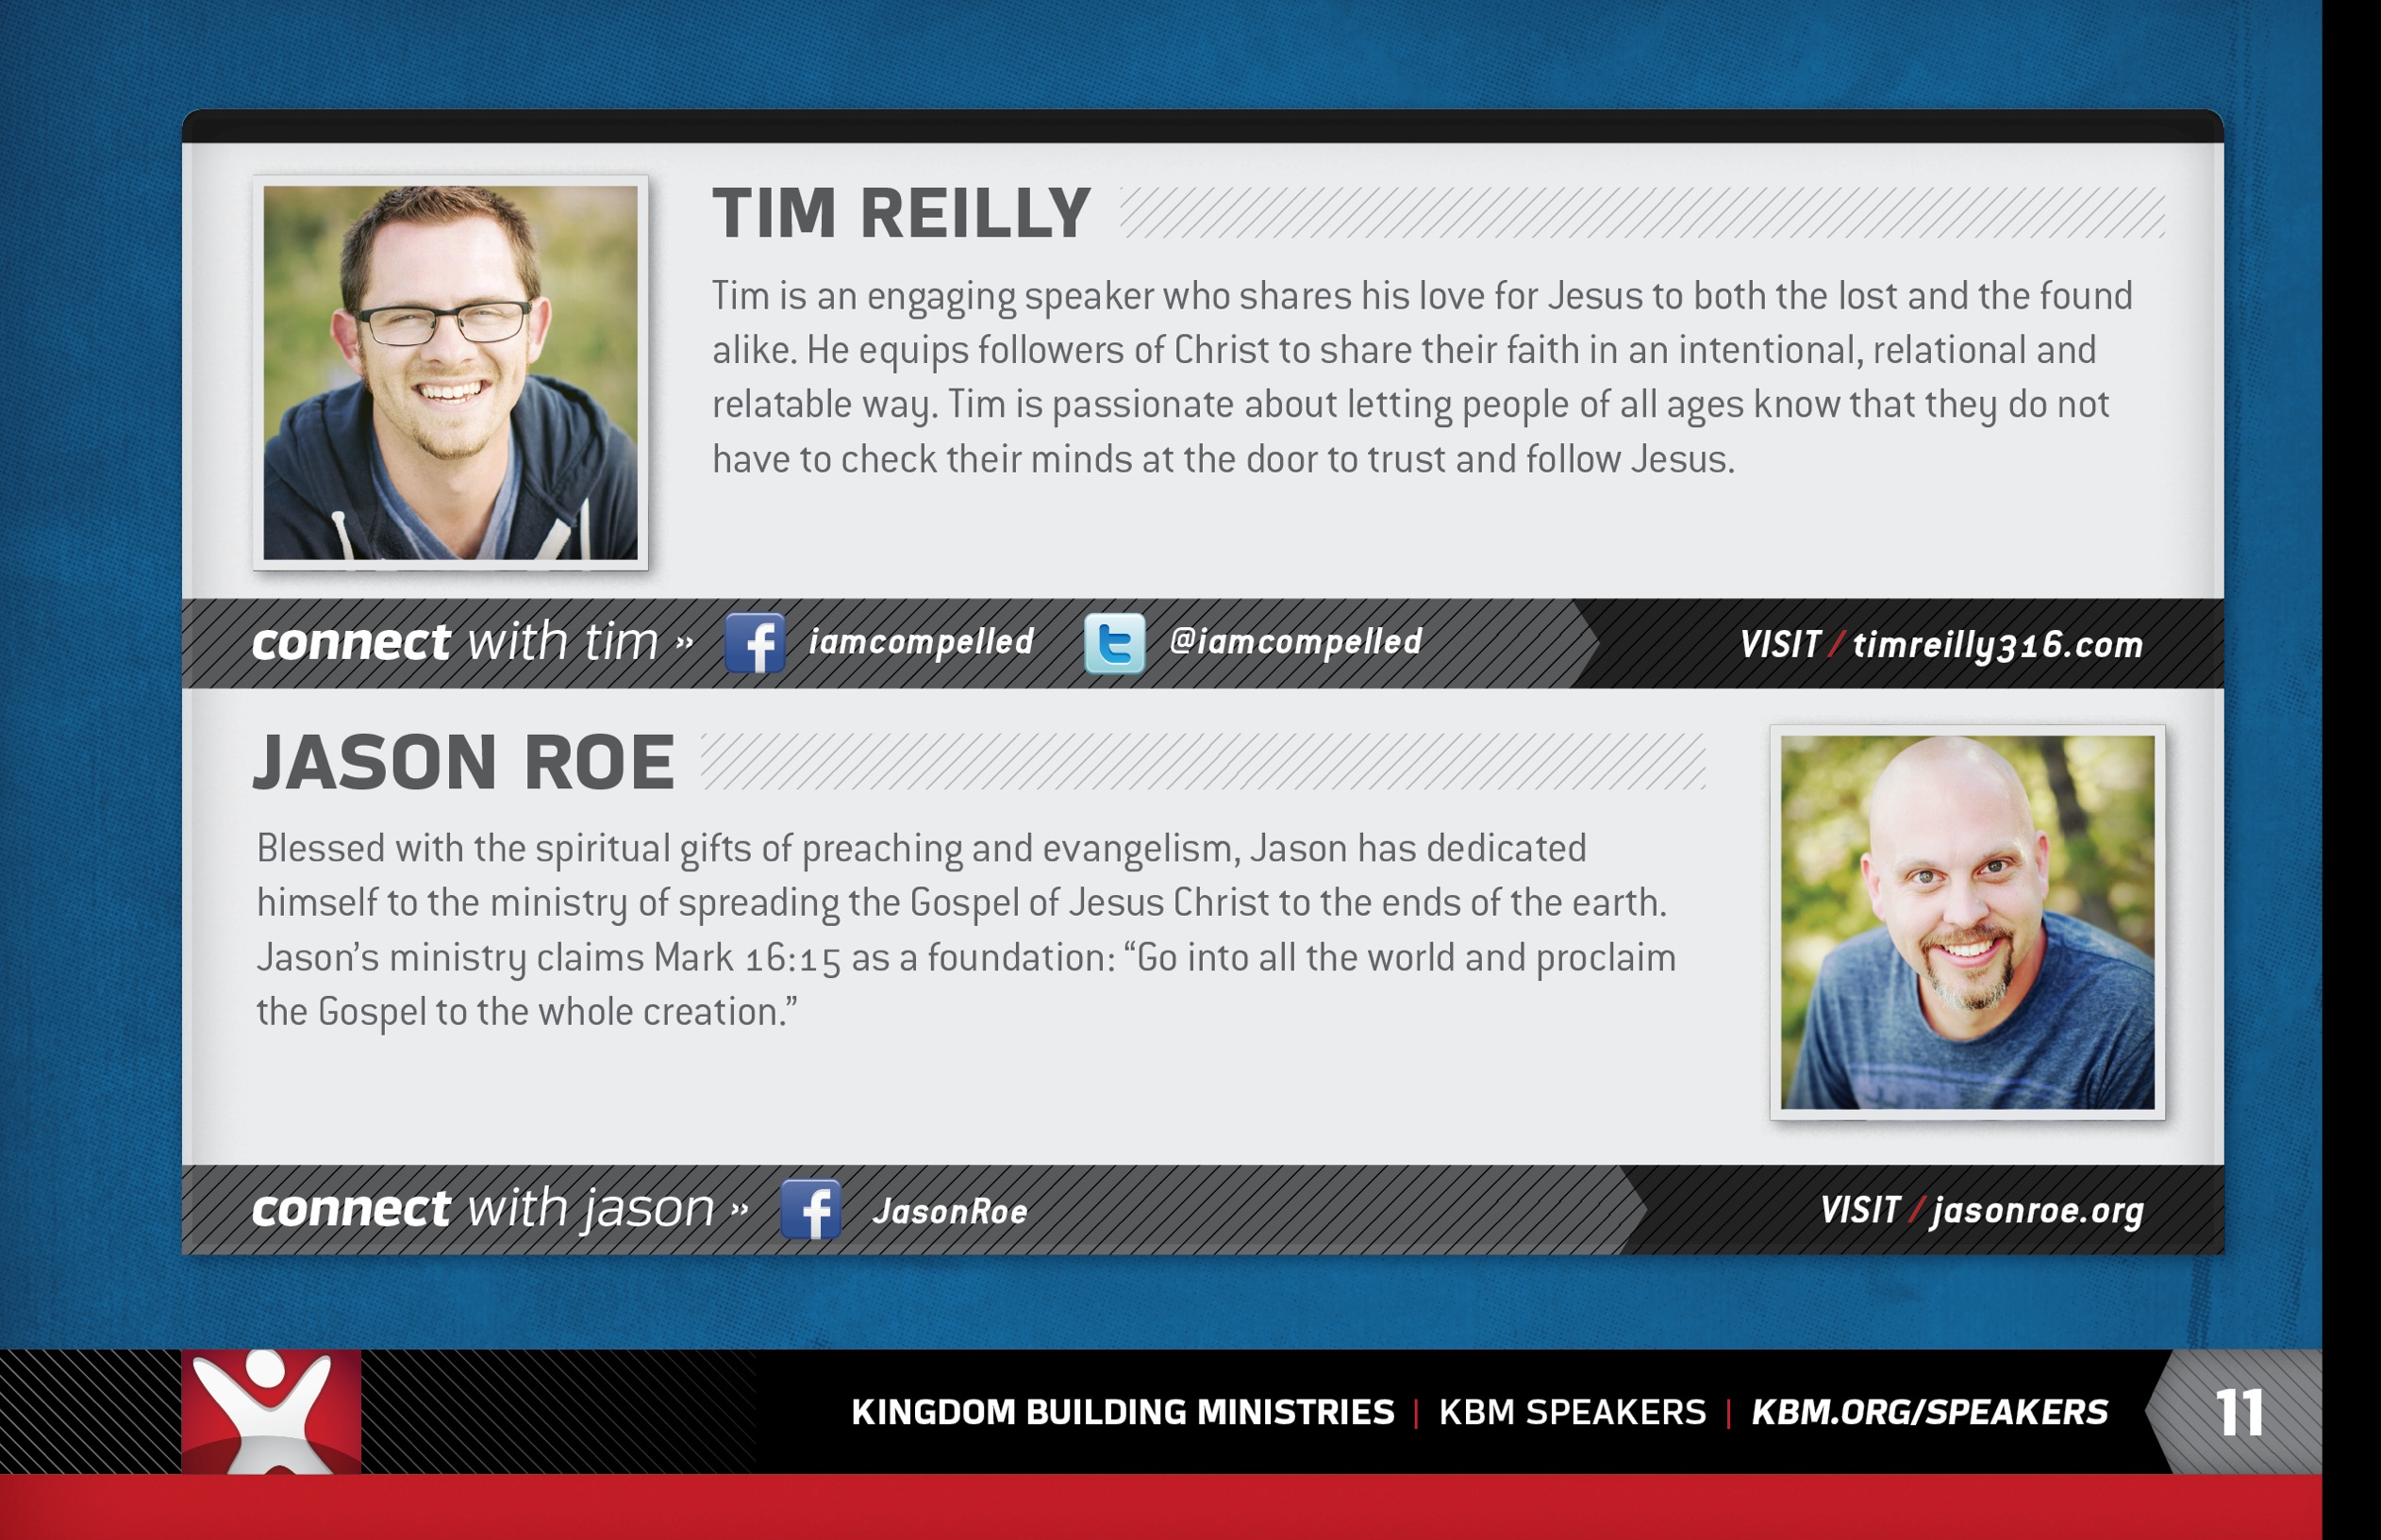 TIM REILLY
Tim is an engaging speaker who shares his love for Jesus to both the lost and the found
alike. He equips followers of Christ to share their faith in an intentional, relational and
relatable way. Tim is passionate about letting people of all ages know that they do not
have to check their minds at the door to trust and follow Jesus.
connect with tim » f iamcompelled t @iamcompelled VISIT / timreilly316.com
JASON ROE
Blessed with the spiritual gifts of preaching and evangelism, Jason has dedicated
himself to the ministry of spreading the Gospel of Jesus Christ to the ends of the earth.
Jason’s ministry claims Mark 16:15 as a foundation: “Go into all the world and proclaim
the Gospel to the whole creation.”
connect with jason » f JasonRoe VISIT / jasonroe.org
KINGDOM BUILDING MINISTRIES | KBM SPEAKERS | KBM.ORG/SPEAKERS 11